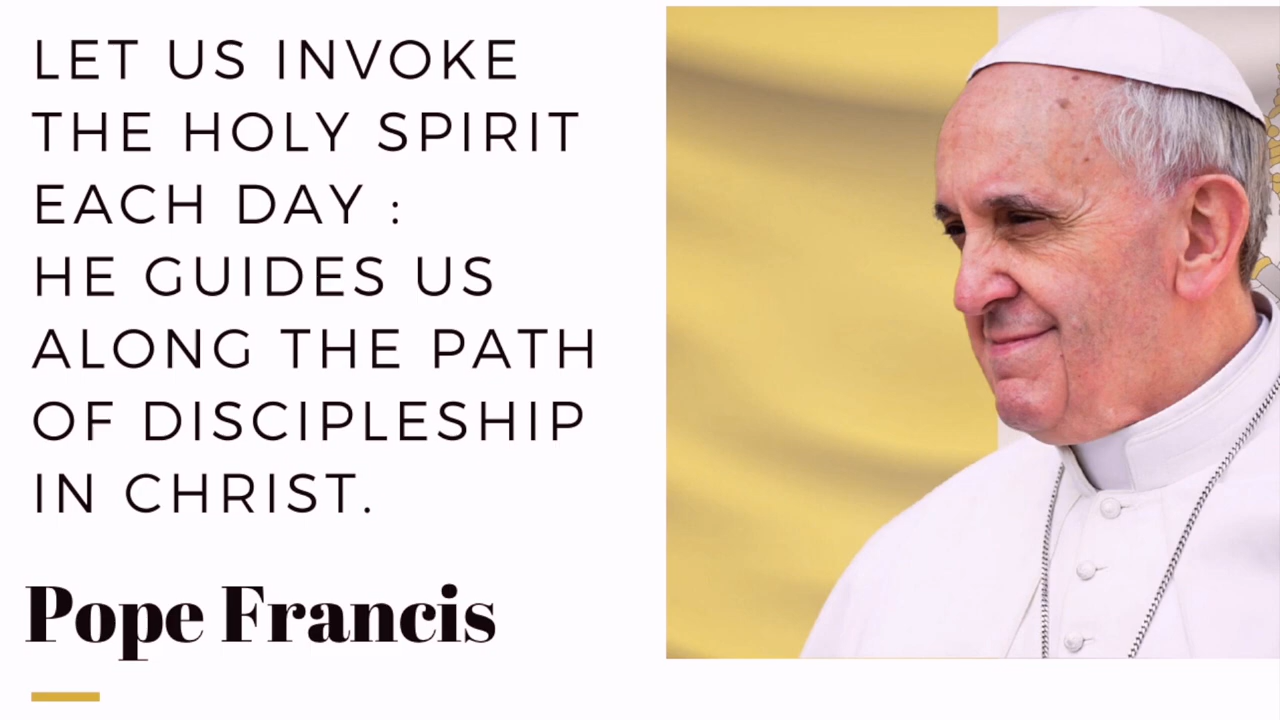 LET US INVOKE
THE HOLY SPIRIT
EACH DAY :
HE GUIDES US
ALONG THE PATH
OF DISCIPLESHIP
IN CHRIST.
Pope Francis